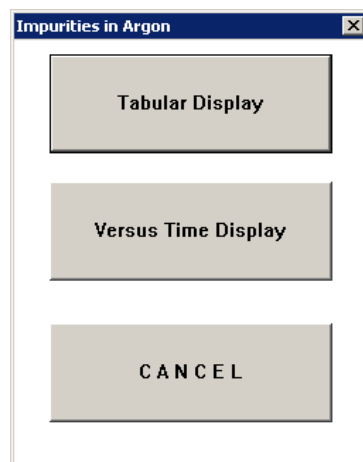 Impurities in Argon
Tabular Display
Versus Time Display
C A N C E L